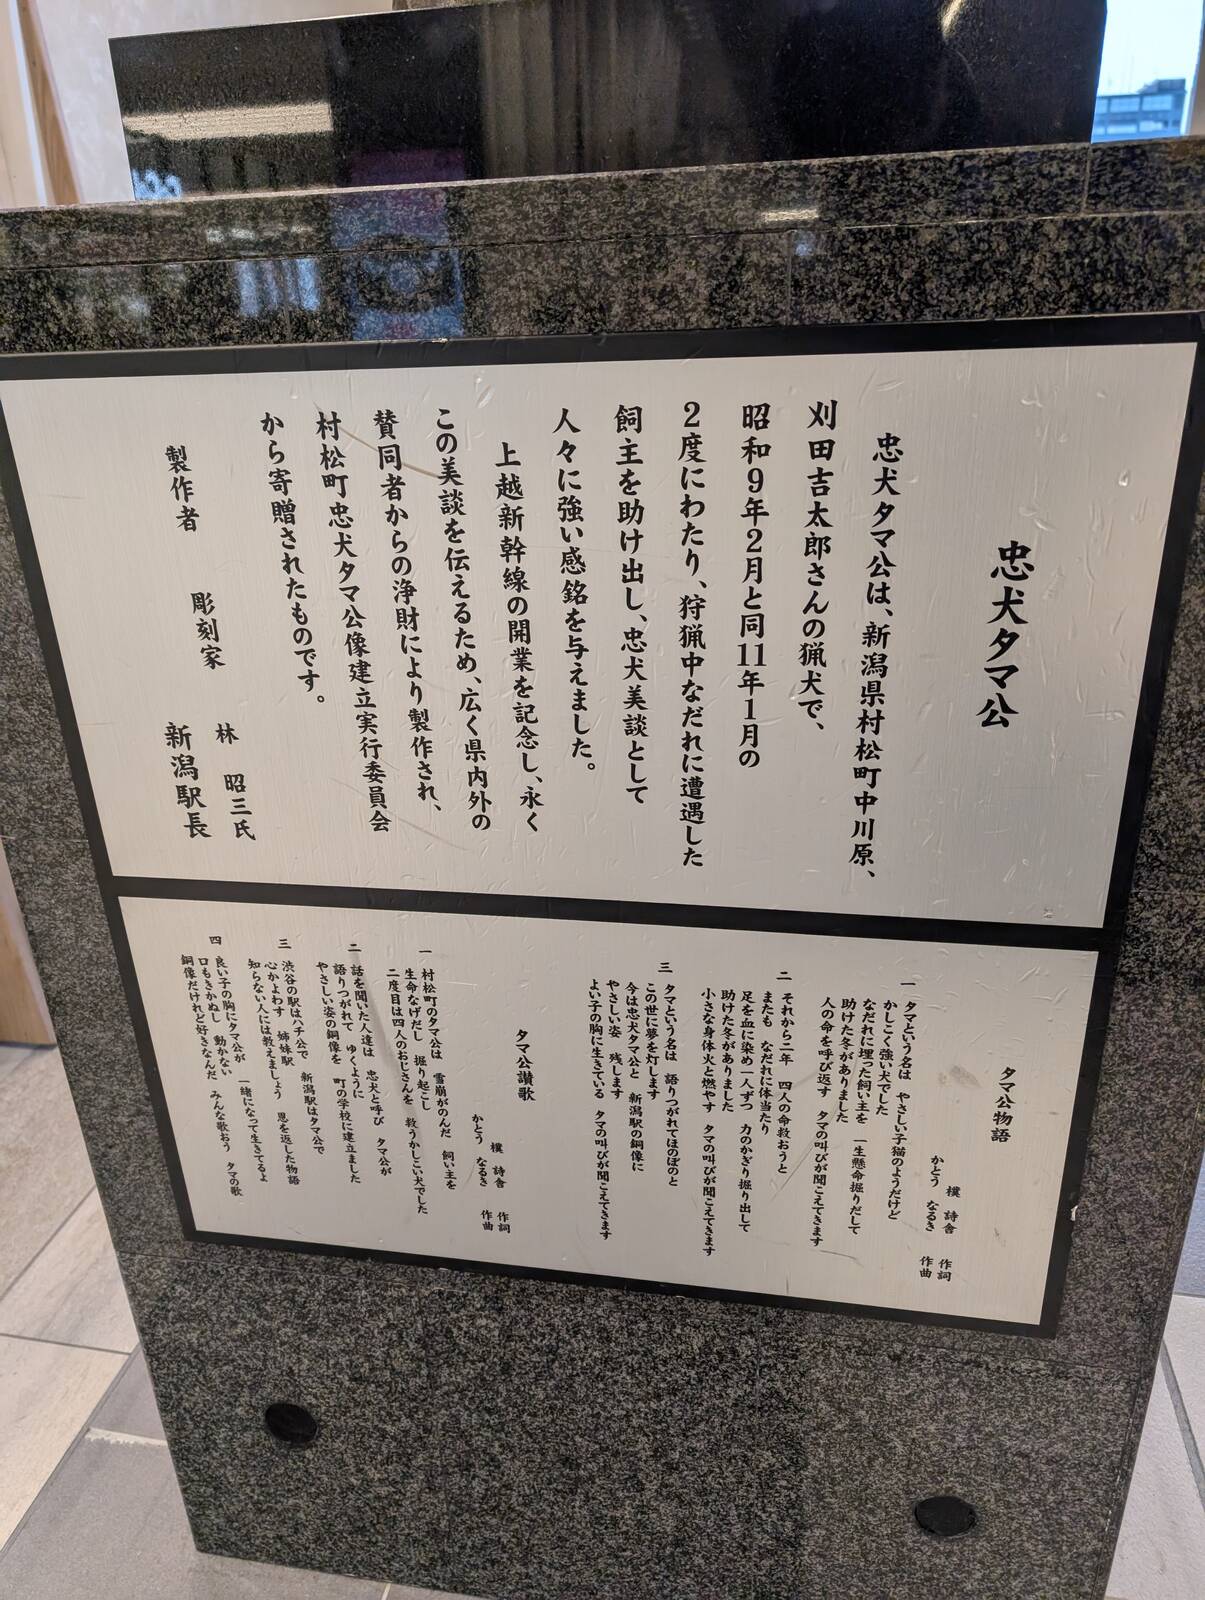 忠犬タマ公
忠犬タマ公は、新潟県村松町中川原、
刈田吉太郎さんの猟犬で、
昭和9年2月と同11年1月の
2度にわたり、狩猟中なだれに遭遇した
飼主を助け出し、忠犬美談として
人々に強い感銘を与えました。
上越新幹線の開業を記念し、永く
この美談を伝えるため、広く県内外の
賛同者からの浄財により製作され、
村松町忠犬タマ公像建立実行委員会
から寄贈されたものです。
製作者 彫刻家 林 昭三氏
新潟駅長
タマ公物語
樸 詩舎 作詞
かとう なるき 作曲
一 タマという名は やさしい子猫のようだけど
かしこく強い犬でした
なだれに埋った飼い主を 一生懸命掘りだして
助けた冬がありました
人の命を呼び返す タマの叫びが聞こえてきます
二 それから二年 四人の命救おうと
またも なだれに体当たり
足を血に染め一人ずつ 力のかぎり掘り出して
助けた冬がありました
小さな身体火と燃やす タマの叫びが聞こえてきます
三 タマという名は 語りつがれてほのぼのと
この世に夢を灯します
今は忠犬タマ公と 新潟駅の銅像に
やさしい姿 残します
よい子の胸に生きている タマの叫びが聞こえてきます
タマ公讃歌
樸 詩舎 作詞
かとう なるき 作曲
一 村松町のタマ公は 雪崩がのんだ 飼い主を
生命なげだし 掘り起こし
二度目は四人のおじさんを 救うかしこい犬でした
二 話を聞いた人達は 忠犬と呼び タマ公が
語りつがれて ゆくように
やさしい姿の銅像を 町の学校に建立ました
三 渋谷の駅はハチ公で 新潟駅はタマ公で
心かよわす 姉妹駅
知らない人には教えましょう 恩を返した物語
四 良い子の胸にタマ公が 一緒になって生きてるよ
口もきかぬし 動かない
銅像だけれど好きなんだ みんな歌おう タマの歌